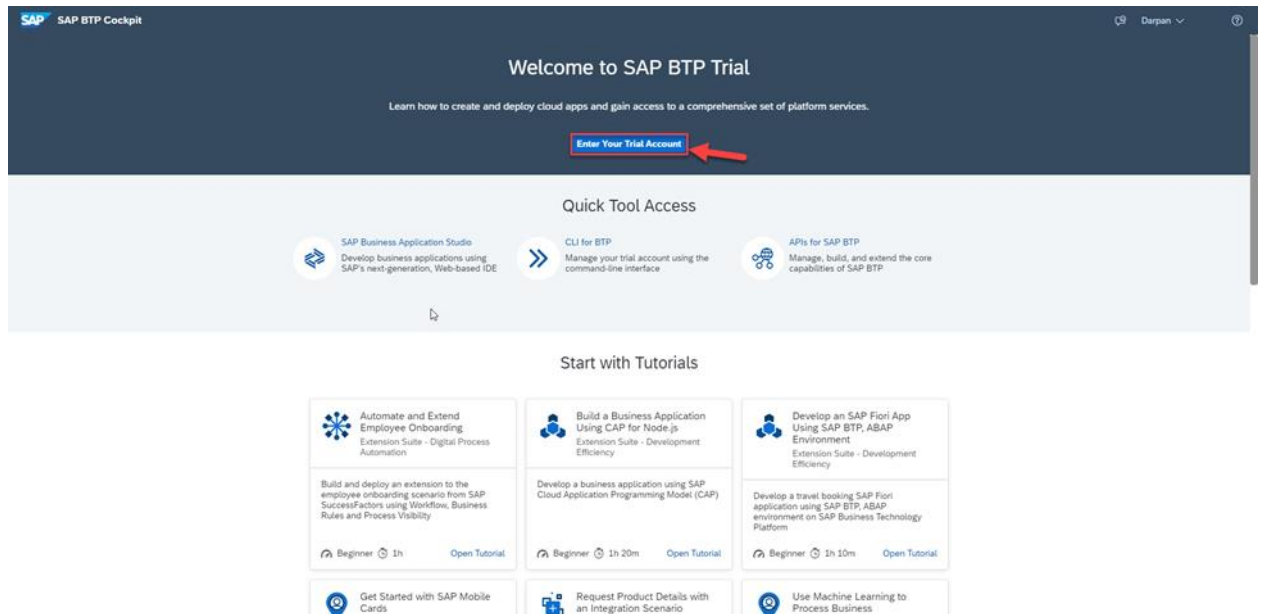 SAP SAP BTP Cockpit
Darpan
Welcome to SAP BTP Trial
Learn how to create and deploy cloud apps and gain access to a comprehensive set of platform services.
Enter Your Trial Account
Quick Tool Access
SAP Business Application Studio
Develop business applications using
SAP's next-generation, Web-based IDE
CLI for BTP
Manage your trial account using the
command-line interface
APIs for SAP BTP
Manage, build, and extend the core
capabilities of SAP BTP
Start with Tutorials
Automate and Extend
Employee Onboarding
Extension Suite - Digital Process
Automation
Build and deploy an extension to the
employee onboarding scenario from SAP
SuccessFactors using Workflow, Business
Rules and Process Visibility
Beginner 1h Open Tutorial
Build a Business Application
Using CAP for Node.js
Extension Suite - Development
Efficiency
Develop a business application using SAP
Cloud Application Programming Model (CAP)
Beginner 1h 20m Open Tutorial
Develop an SAP Fiori App
Using SAP BTP, ABAP
Environment
Extension Suite - Development
Efficiency
Develop a travel booking SAP Fiori
application using SAP BTP, ABAP
environment on SAP Business Technology
Platform
Beginner 1h 10m Open Tutorial
Get Started with SAP Mobile
Cards
Request Product Details with
an Integration Scenario
Use Machine Learning to
Process Business